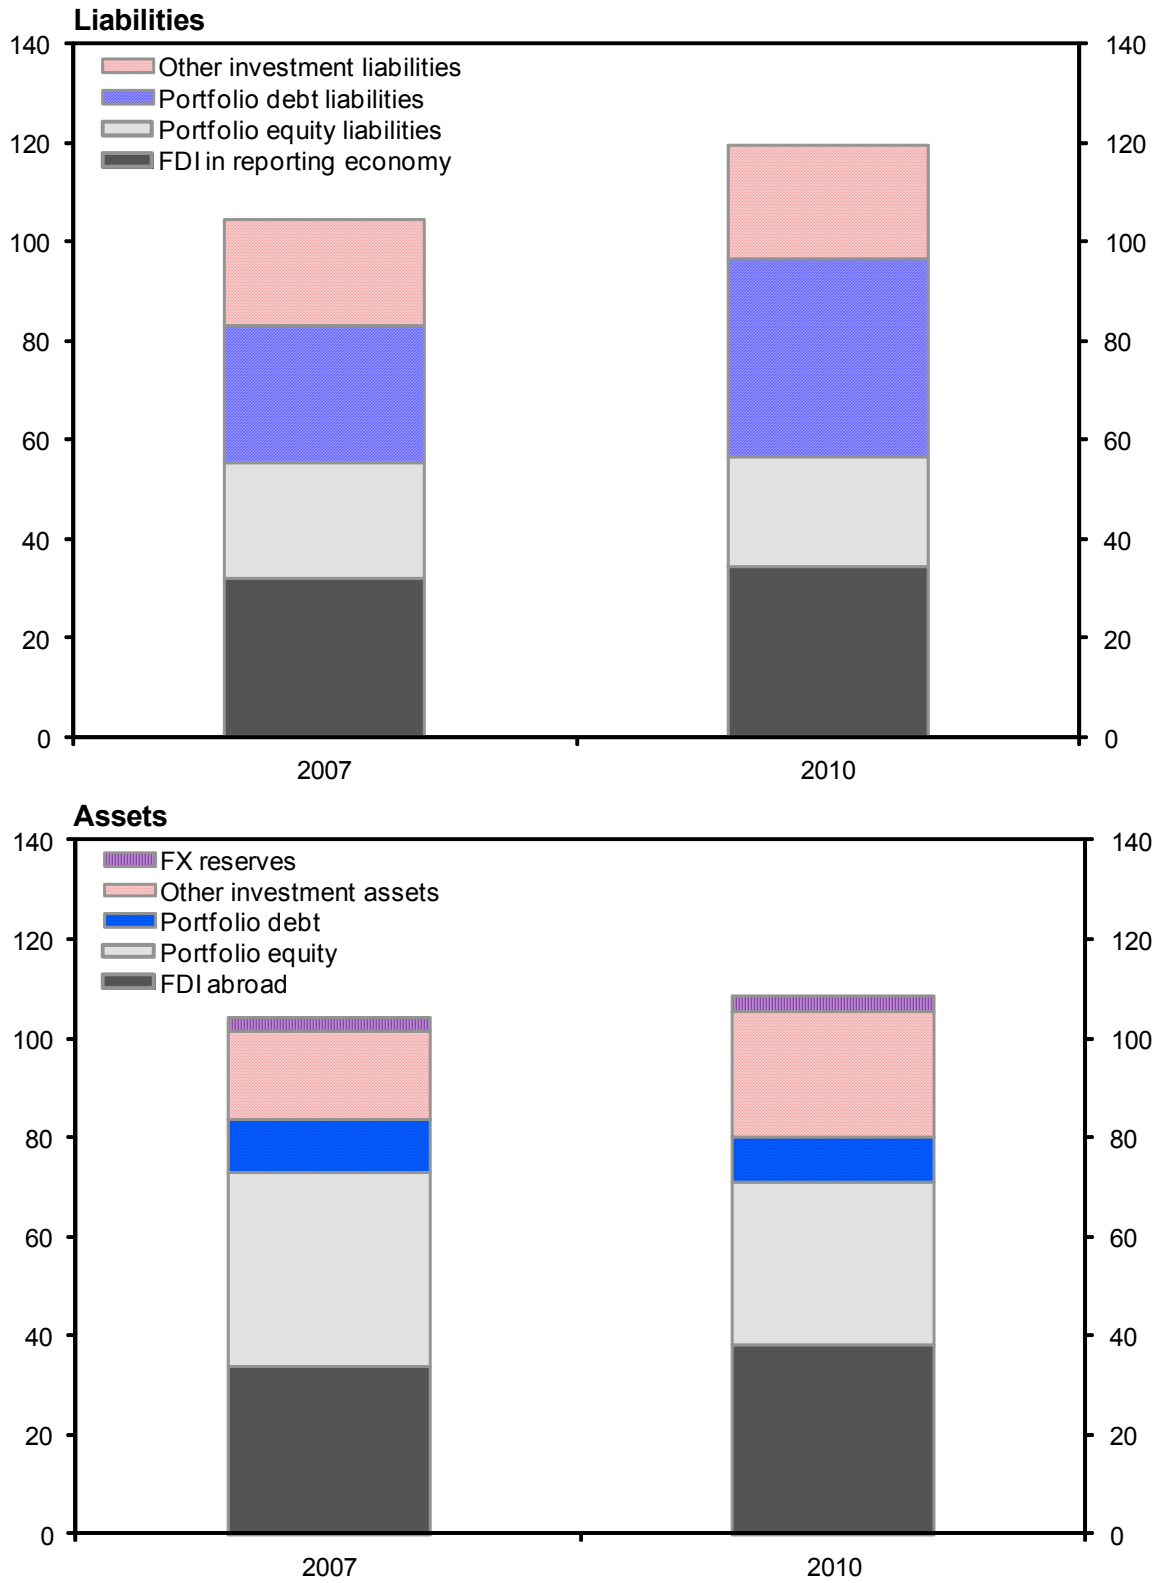 Liabilities
140 140
Other investment liabilities
Portfolio debt liabilities
120 120
Portfolio equity liabilities
FDI in reporting economy
100 100
80 80
60 60
40 40
20 20
0 0
2007 2010
Assets
140 140
FX reserves
Other investment assets
Portfolio debt
120 120
Portfolio equity
FDI abroad
100 100
80 80
60 60
40 40
20 20
0 0
2007 2010